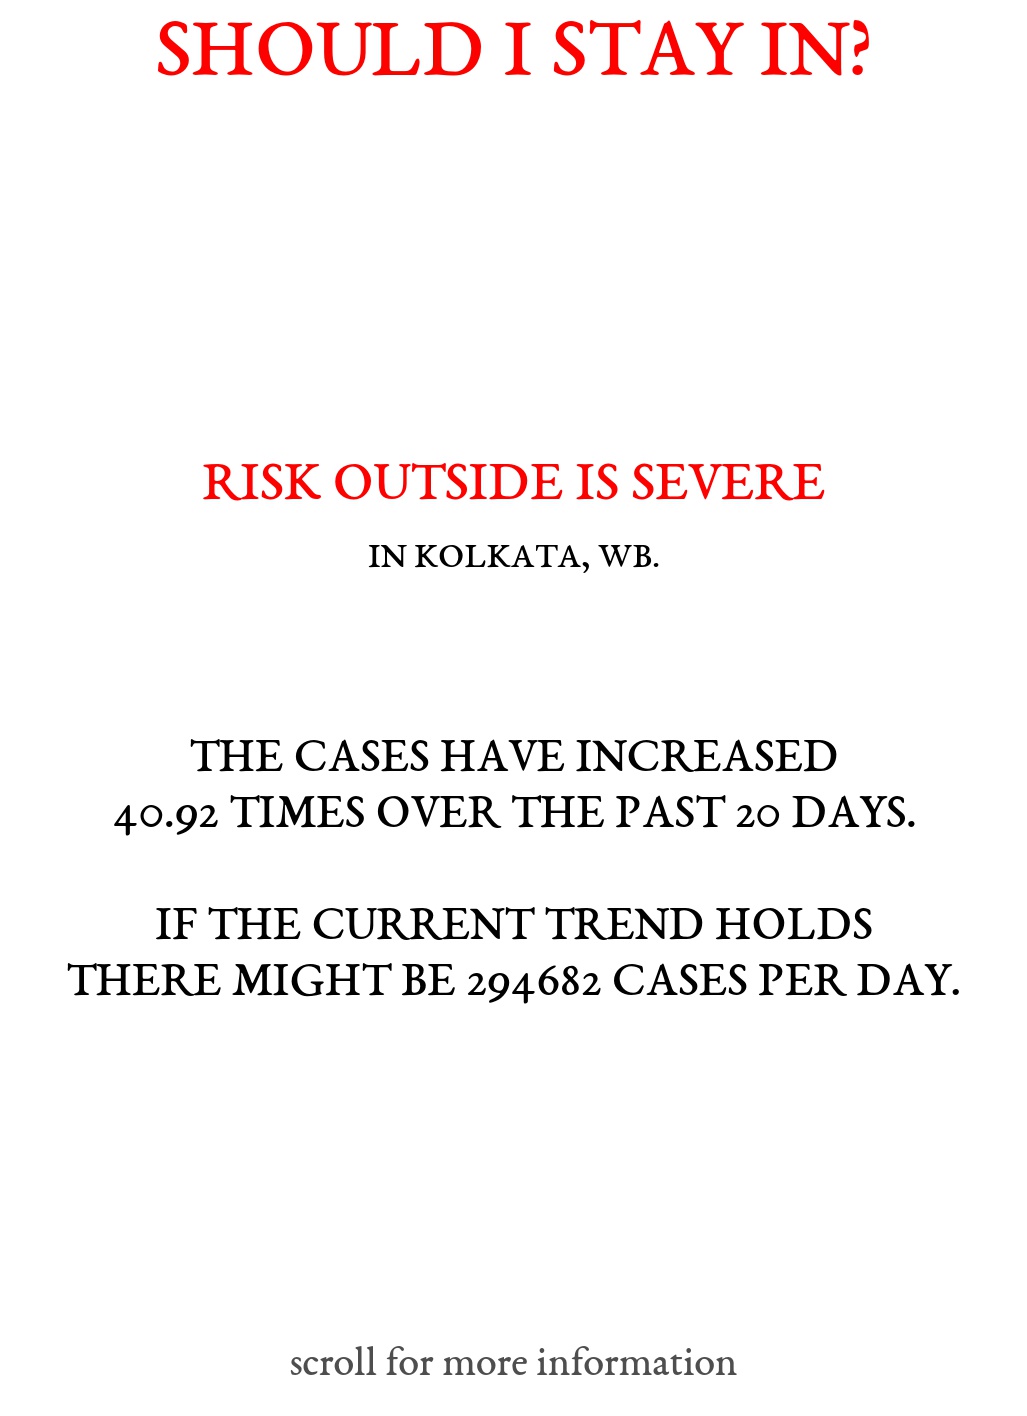 SHOULD I STAY IN?
RISK OUTSIDE IS SEVERE
IN KOLKATA, WB.
THE CASES HAVE INCREASED
40.92 TIMES OVER THE PAST 20 DAYS.
IF THE CURRENT TREND HOLDS
THERE MIGHT BE 294682 CASES PER DAY.
scroll for more information